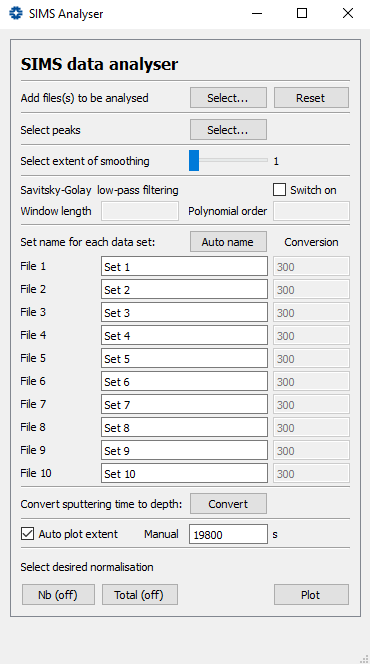 SIMS Analyser
SIMS data analyser
Add files(s) to be analysed Select... Reset
Select peaks Select...
Select extent of smoothing 1
Savitsky-Golay low-pass filtering Switch on
Window length Polynomial order
Set name for each data set: Auto name Conversion
File 1 Set 1 300
File 2 Set 2 300
File 3 Set 3 300
File 4 Set 4 300
File 5 Set 5 300
File 6 Set 6 300
File 7 Set 7 300
File 8 Set 8 300
File 9 Set 9 300
File 10 Set 10 300
Convert sputtering time to depth: Convert
Auto plot extent Manual 19800 s
Select desired normalisation
Nb (off) Total (off) Plot